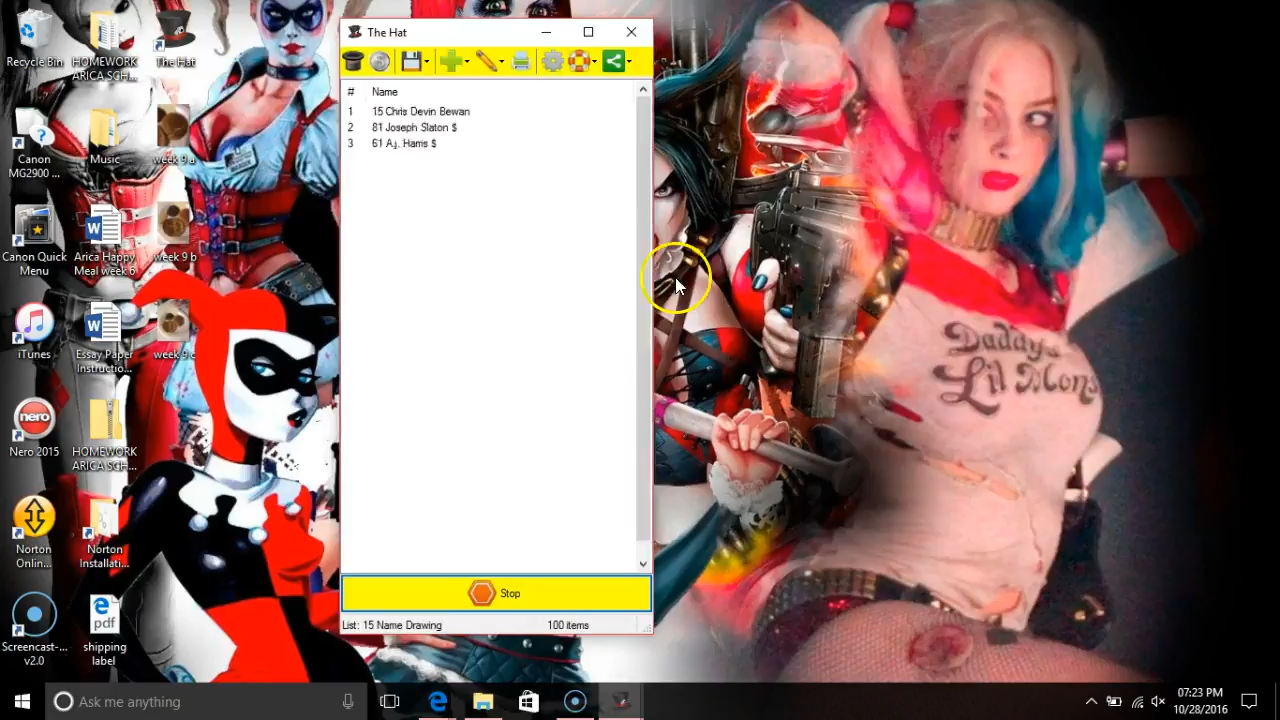 Recycle Bin
HOMEWORK
ARICA SCH...
The Hat
Canon
MG2900 ...
Music
week 9 a
Canon Quick
Menu
Arica Happy
Meal week 6
week 9 b
iTunes
Essay Paper
Instructio...
week 9 c
nero
Nero 2015
HOMEWORK
ARICA SCH...
Norton
Onlin...
Norton
Installati...
Screencast-...
v2.0
pdf
shipping
label
The Hat
# Name
1 15 Chris Devin Bewan
2 81 Joseph Slaton $
3 61 A.j. Harris $
Stop
List: 15 Name Drawing 100 items
Daddy's
Lil Mons
Ask me anything
07:23 PM
10/28/2016